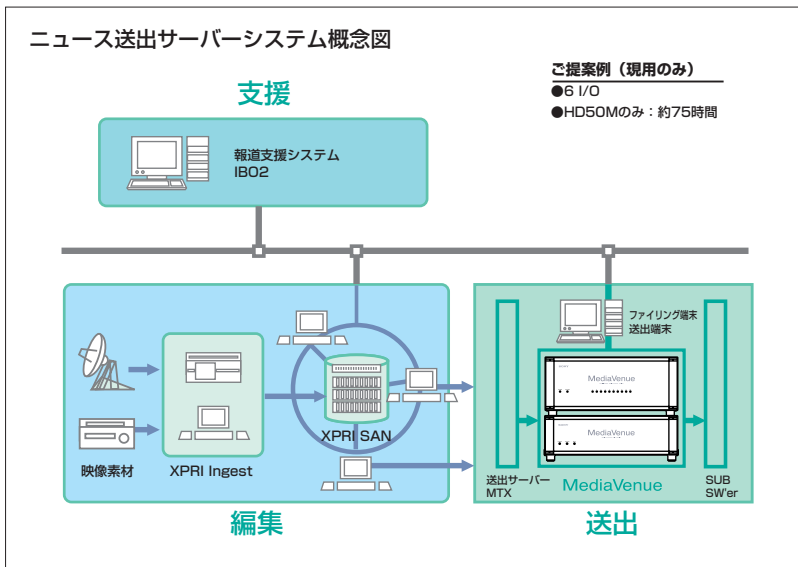 ニュース送出サーバーシステム概念図
ご提案例（現用のみ）
●6 I/O
●HD50Mのみ：約75時間
支援
報道支援システム
IBO2
ファイリング端末
送出端末
MediaVenue
MediaVenue
XPRI SAN
映像素材
XPRI Ingest
送出サーバー
MTX
MediaVenue
SUB
SW'er
編集
送出